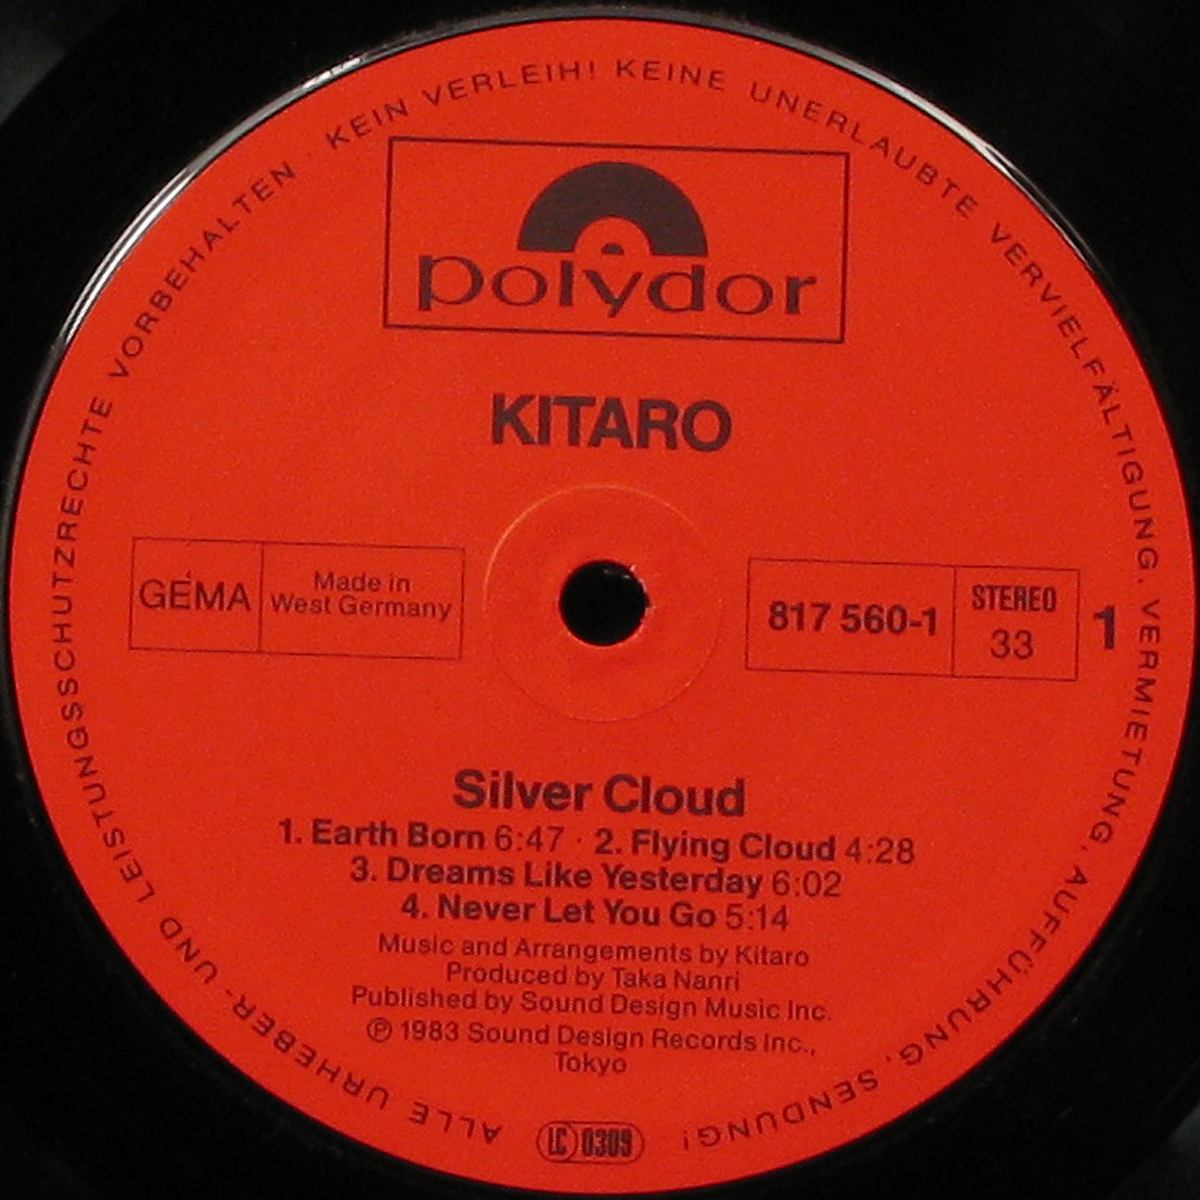 ALLE URHEBER- UND LEISTUNGSSCHUTZRECHTE VORBEHALTEN · KEIN VERLEIH! KEINE UNERLAUBTE VERVIELFÄLTIGUNG, VERMIETUNG, AUFFÜHRUNG, SENDUNG!
polydor
KITARO
GEMA
Made in
West Germany
817 560-1
STEREO
33
1
Silver Cloud
1. Earth Born 6:47 · 2. Flying Cloud 4:28
3. Dreams Like Yesterday 6:02
4. Never Let You Go 5:14
Music and Arrangements by Kitaro
Produced by Taka Nanri
Published by Sound Design Music Inc.
℗ 1983 Sound Design Records Inc.,
Tokyo
LC 0309